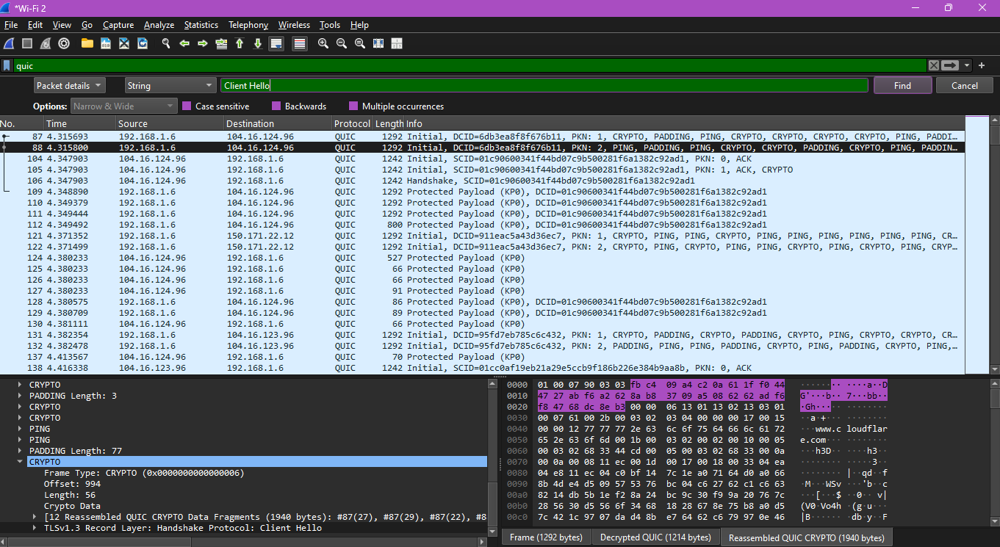 *Wi-Fi 2
File Edit View Go Capture Analyze Statistics Telephony Wireless Tools Help
quic
Packet details String Client Hello Find Cancel
Options: Narrow & Wide Case sensitive Backwards Multiple occurrences
No. Time Source Destination Protocol Length Info
87 4.315693 192.168.1.6 104.16.124.96 QUIC 1292 Initial, DCID=6db3ea8f8f676b11, PKN: 1, CRYPTO, PADDING, PING, CRYPTO, CRYPTO, CRYPTO, CRYPTO, PING, PADDI…
88 4.315800 192.168.1.6 104.16.124.96 QUIC 1292 Initial, DCID=6db3ea8f8f676b11, PKN: 2, PING, PADDING, PING, CRYPTO, CRYPTO, PADDING, CRYPTO, PING, PADDIN…
104 4.347903 104.16.124.96 192.168.1.6 QUIC 1242 Initial, SCID=01c90600341f44bd07c9b500281f6a1382c92ad1, PKN: 0, ACK
105 4.347903 104.16.124.96 192.168.1.6 QUIC 1242 Initial, SCID=01c90600341f44bd07c9b500281f6a1382c92ad1, PKN: 1, ACK, CRYPTO
106 4.347903 104.16.124.96 192.168.1.6 QUIC 1242 Handshake, SCID=01c90600341f44bd07c9b500281f6a1382c92ad1
109 4.348890 192.168.1.6 104.16.124.96 QUIC 1292 Protected Payload (KP0), DCID=01c90600341f44bd07c9b500281f6a1382c92ad1
110 4.349379 192.168.1.6 104.16.124.96 QUIC 1292 Protected Payload (KP0), DCID=01c90600341f44bd07c9b500281f6a1382c92ad1
111 4.349444 192.168.1.6 104.16.124.96 QUIC 1292 Protected Payload (KP0), DCID=01c90600341f44bd07c9b500281f6a1382c92ad1
112 4.349492 192.168.1.6 104.16.124.96 QUIC 800 Protected Payload (KP0), DCID=01c90600341f44bd07c9b500281f6a1382c92ad1
121 4.371352 192.168.1.6 150.171.22.12 QUIC 1292 Initial, DCID=911eac5a43d36ec7, PKN: 1, CRYPTO, PING, PING, CRYPTO, PING, PING, PING, PING, PING, PING, CR…
122 4.371499 192.168.1.6 150.171.22.12 QUIC 1292 Initial, DCID=911eac5a43d36ec7, PKN: 2, CRYPTO, PING, CRYPTO, PING, PING, CRYPTO, PING, CRYPTO, PING, CRYP…
124 4.380233 104.16.124.96 192.168.1.6 QUIC 527 Protected Payload (KP0)
125 4.380233 104.16.124.96 192.168.1.6 QUIC 66 Protected Payload (KP0)
126 4.380233 104.16.124.96 192.168.1.6 QUIC 66 Protected Payload (KP0)
127 4.380233 104.16.124.96 192.168.1.6 QUIC 91 Protected Payload (KP0)
128 4.380575 192.168.1.6 104.16.124.96 QUIC 86 Protected Payload (KP0), DCID=01c90600341f44bd07c9b500281f6a1382c92ad1
129 4.380709 192.168.1.6 104.16.124.96 QUIC 89 Protected Payload (KP0), DCID=01c90600341f44bd07c9b500281f6a1382c92ad1
130 4.381111 104.16.124.96 192.168.1.6 QUIC 66 Protected Payload (KP0)
131 4.382354 192.168.1.6 104.16.123.96 QUIC 1292 Initial, DCID=95fd7eb785c6c432, PKN: 1, CRYPTO, PADDING, CRYPTO, PADDING, CRYPTO, PING, CRYPTO, CRYPTO, CR…
132 4.382478 192.168.1.6 104.16.123.96 QUIC 1292 Initial, DCID=95fd7eb785c6c432, PKN: 2, PADDING, PING, PING, PADDING, CRYPTO, PING, PADDING, CRYPTO, PING,…
137 4.413567 104.16.124.96 192.168.1.6 QUIC 70 Protected Payload (KP0)
138 4.416338 104.16.123.96 192.168.1.6 QUIC 1242 Initial, SCID=01cc0af19eb21a29e5ccb9f186b226e384b9aa8b, PKN: 0, ACK
CRYPTO
PADDING Length: 3
CRYPTO
CRYPTO
PING
PING
PADDING Length: 77
CRYPTO
Frame Type: CRYPTO (0x0000000000000006)
Offset: 994
Length: 56
Crypto Data
[12 Reassembled QUIC CRYPTO Data Fragments (1940 bytes): #87(27), #87(29), #87(22), #8
TLSv1.3 Record Layer: Handshake Protocol: Client Hello
0000 01 00 07 90 03 03 fb c4 09 a4 c2 0a 61 1f f0 44 ········ ····a··D
0010 47 27 ab f6 a2 62 8a b8 37 09 a5 08 62 62 ad f6 G'···b·· 7···bb··
0020 f8 47 68 dc 8e b3 00 00 06 13 01 13 02 13 03 01 ·Gh····· ········
0030 00 07 61 00 2b 00 03 02 03 04 00 00 00 17 00 15 ··a·+··· ········
0040 00 00 12 77 77 77 2e 63 6c 6f 75 64 66 6c 61 72 ···www.c loudflar
0050 65 2e 63 6f 6d 00 1b 00 03 02 00 02 00 10 00 05 e.com··· ········
0060 00 03 02 68 33 44 cd 00 05 00 03 02 68 33 00 0a ···h3D·· ····h3··
0070 00 0a 00 08 11 ec 00 1d 00 17 00 18 00 33 04 ea ········ ·····3··
0080 04 e8 11 ec 04 c0 bf 14 7c 1e a0 71 64 d0 a0 66 ········ |··qd··f
0090 8b 4d e4 d5 09 57 53 76 bc 04 c6 27 62 c1 c6 63 ·M···WSv ···'b··c
00a0 82 14 db 5b 1e f2 8a 24 bc 9c 30 f9 9a 20 76 7c ···[···$ ··0·· v|
00b0 28 56 30 d5 56 6f 34 68 18 28 67 8e 75 b8 a0 d5 (V0·Vo4h ·(g·u···
00c0 7c 42 1c 97 07 da d4 8b e7 64 62 c6 79 97 0e 46 |B······ ·db·y··F
Frame (1292 bytes) Decrypted QUIC (1214 bytes) Reassembled QUIC CRYPTO (1940 bytes)